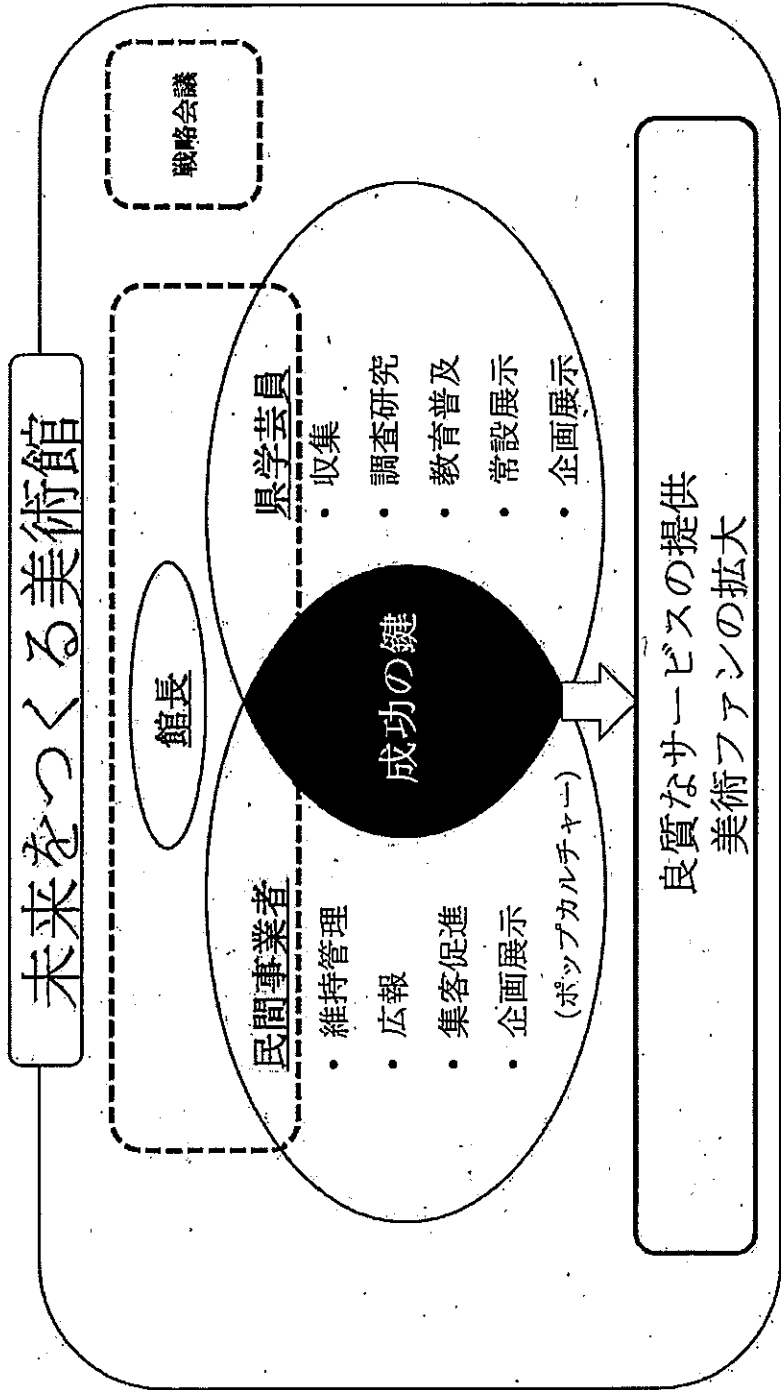 未来をつくる美術館
戦略会議
館長
民間事業者
・維持管理
・広報
・集客促進
・企画展示
(ポップカルチャー)
成功の鍵
県学芸員
・収集
・調査研究
・教育普及
・常設展示
・企画展示
良質なサービスの提供
美術ファンの拡大